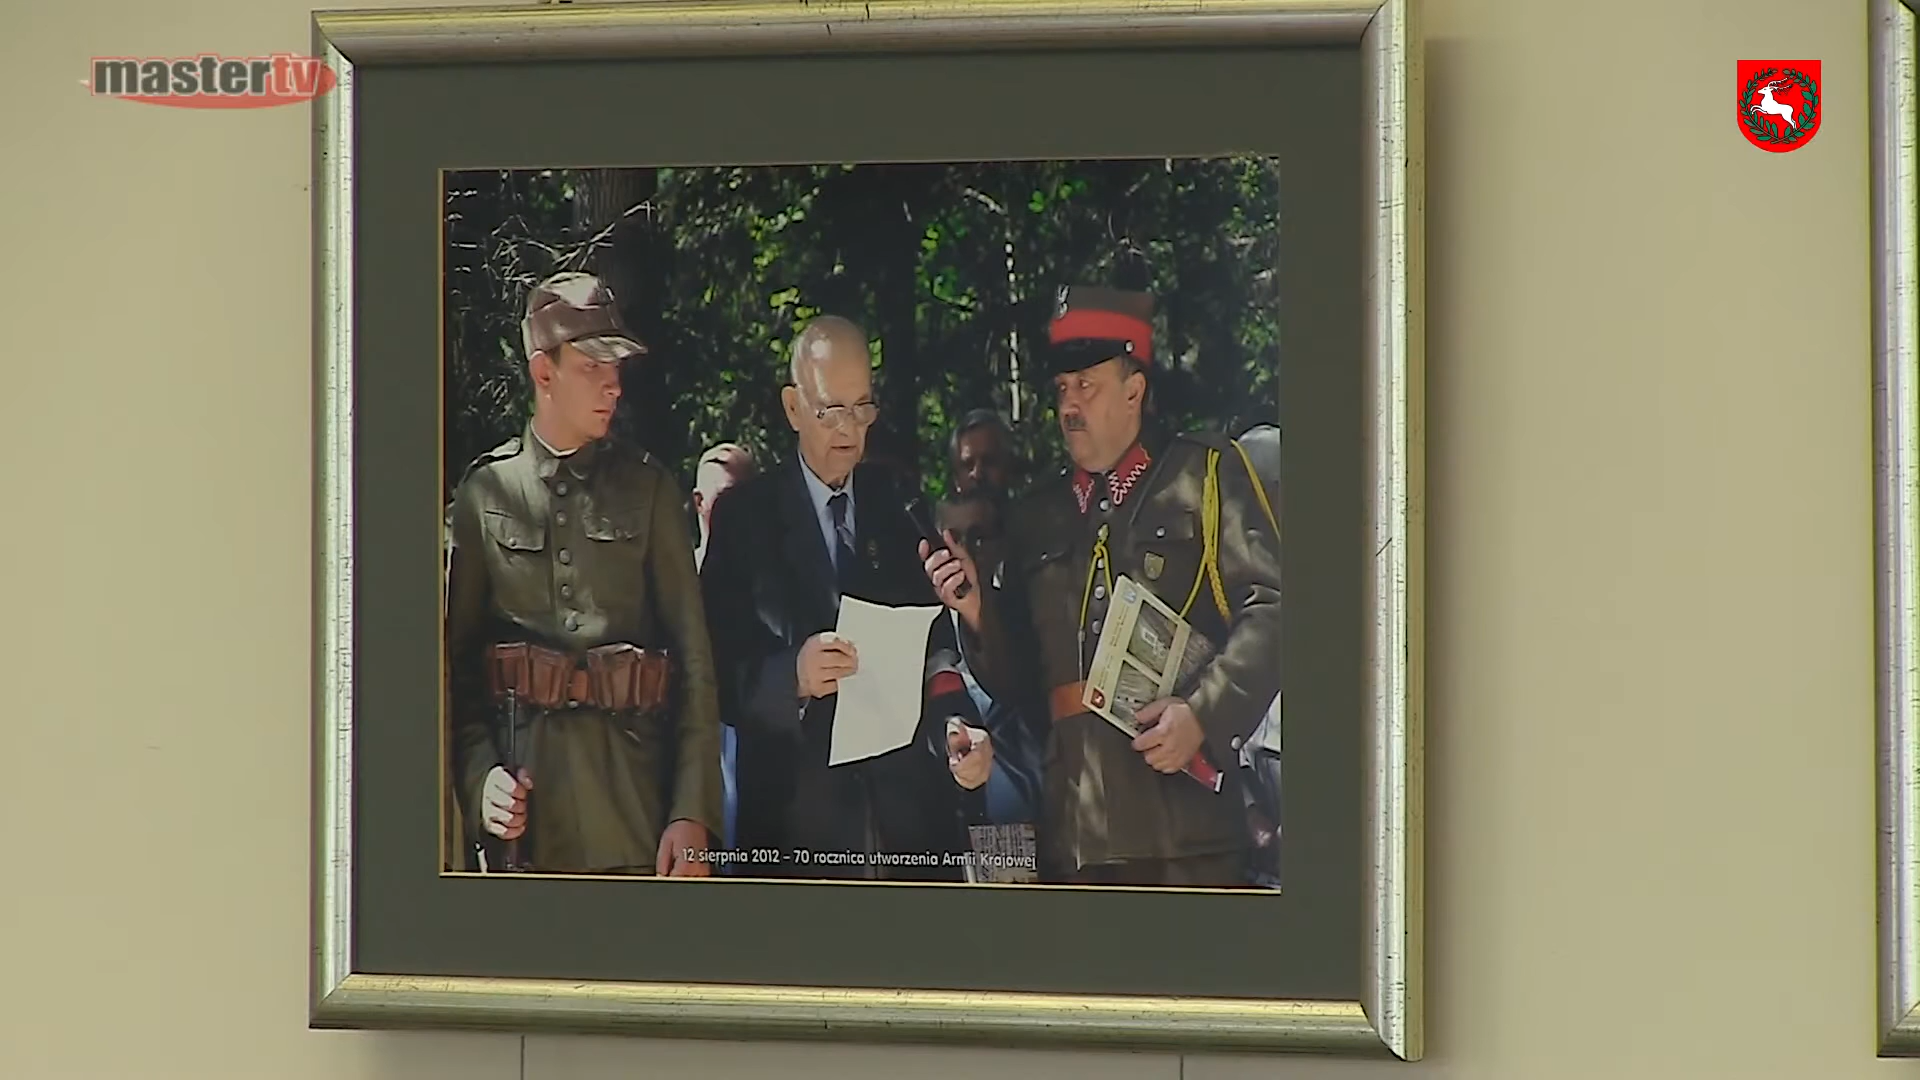 mastertv
12 sierpnia 2012 – 70 rocznica utworzenia Armii Krajowej